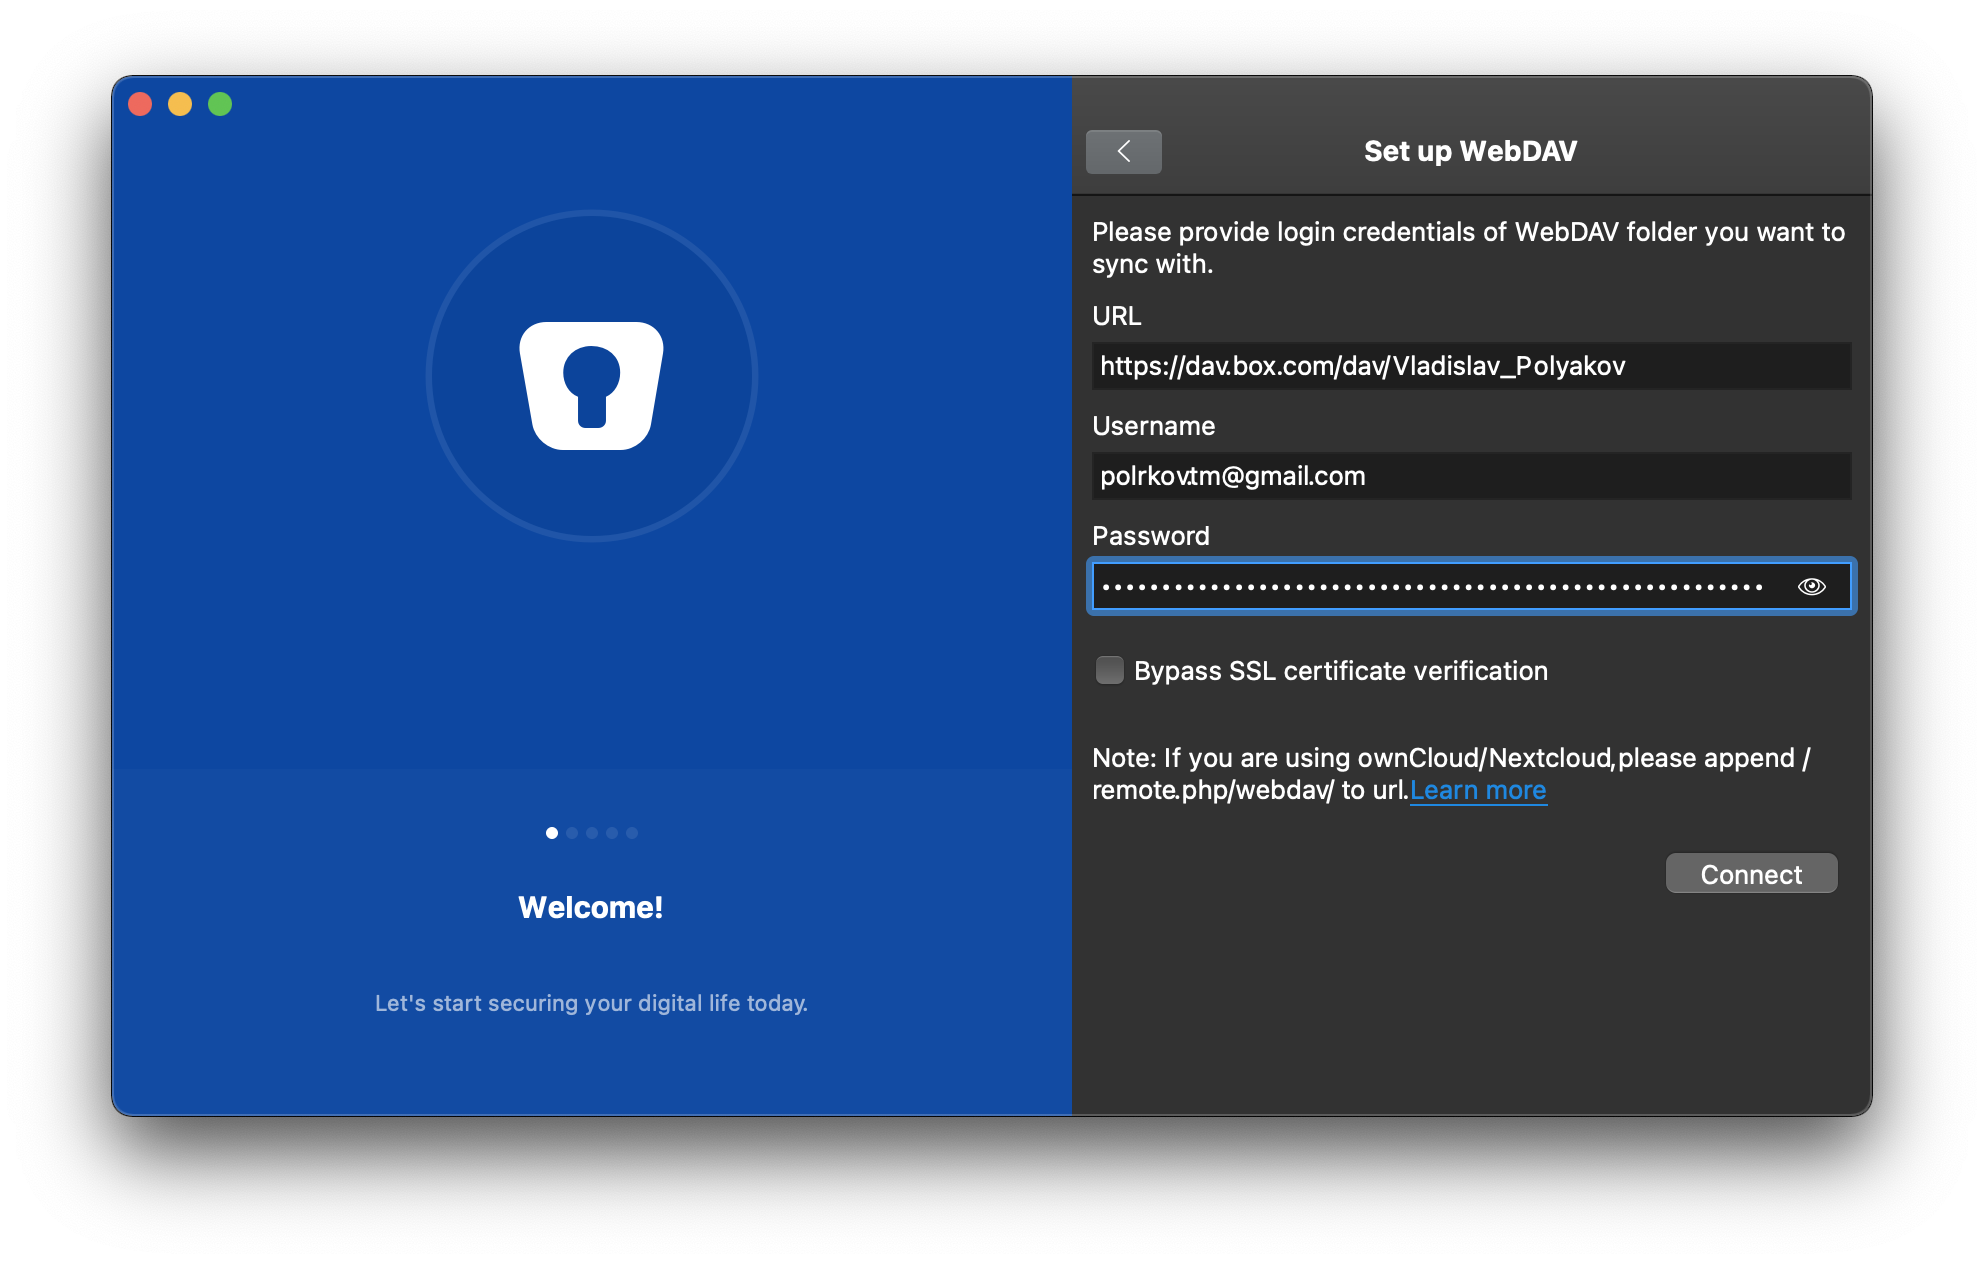 Set up WebDAV
Please provide login credentials of WebDAV folder you want to
sync with.
URL
https://dav.box.com/dav/Vladislav_Polyakov
Username
polrkov.tm@gmail.com
Password
Bypass SSL certificate verification
Note: If you are using ownCloud/Nextcloud,please append /
remote.php/webdav/ to url.Learn more
Connect
Welcome!
Let's start securing your digital life today.